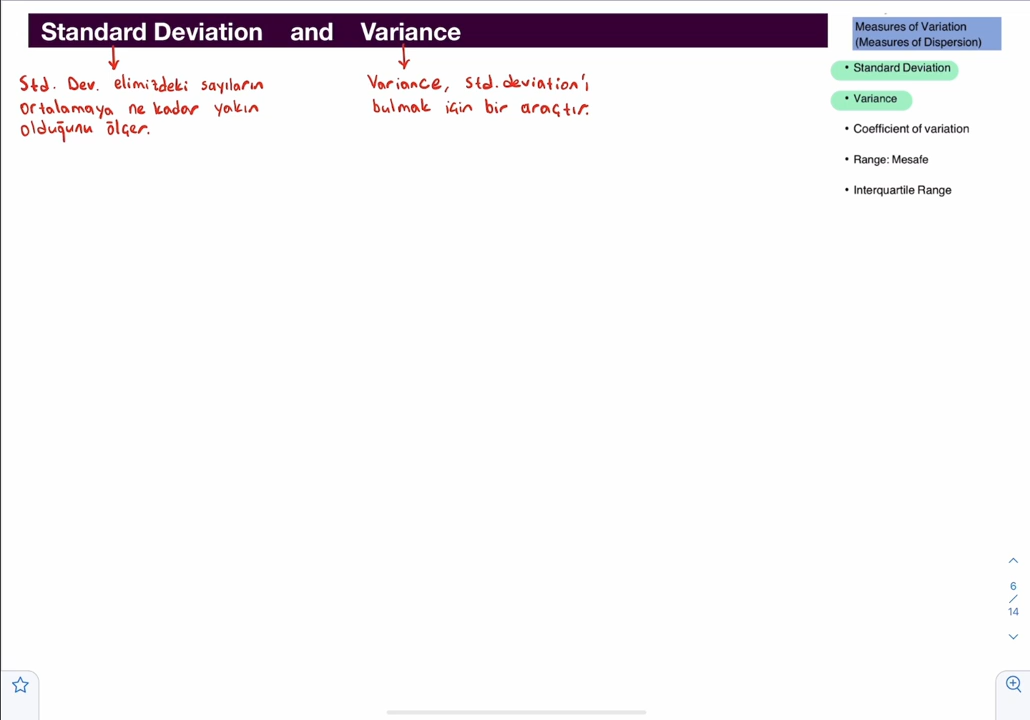 Standard Deviation and Variance
Std. Dev. elimizdeki sayıların
ortalamaya ne kadar yakın
olduğunu ölçer.
Variance, std.deviation'ı
bulmak için bir araçtır.
Measures of Variation
(Measures of Dispersion)
• Standard Deviation
• Variance
• Coefficient of variation
• Range: Mesafe
• Interquartile Range
6
/
14